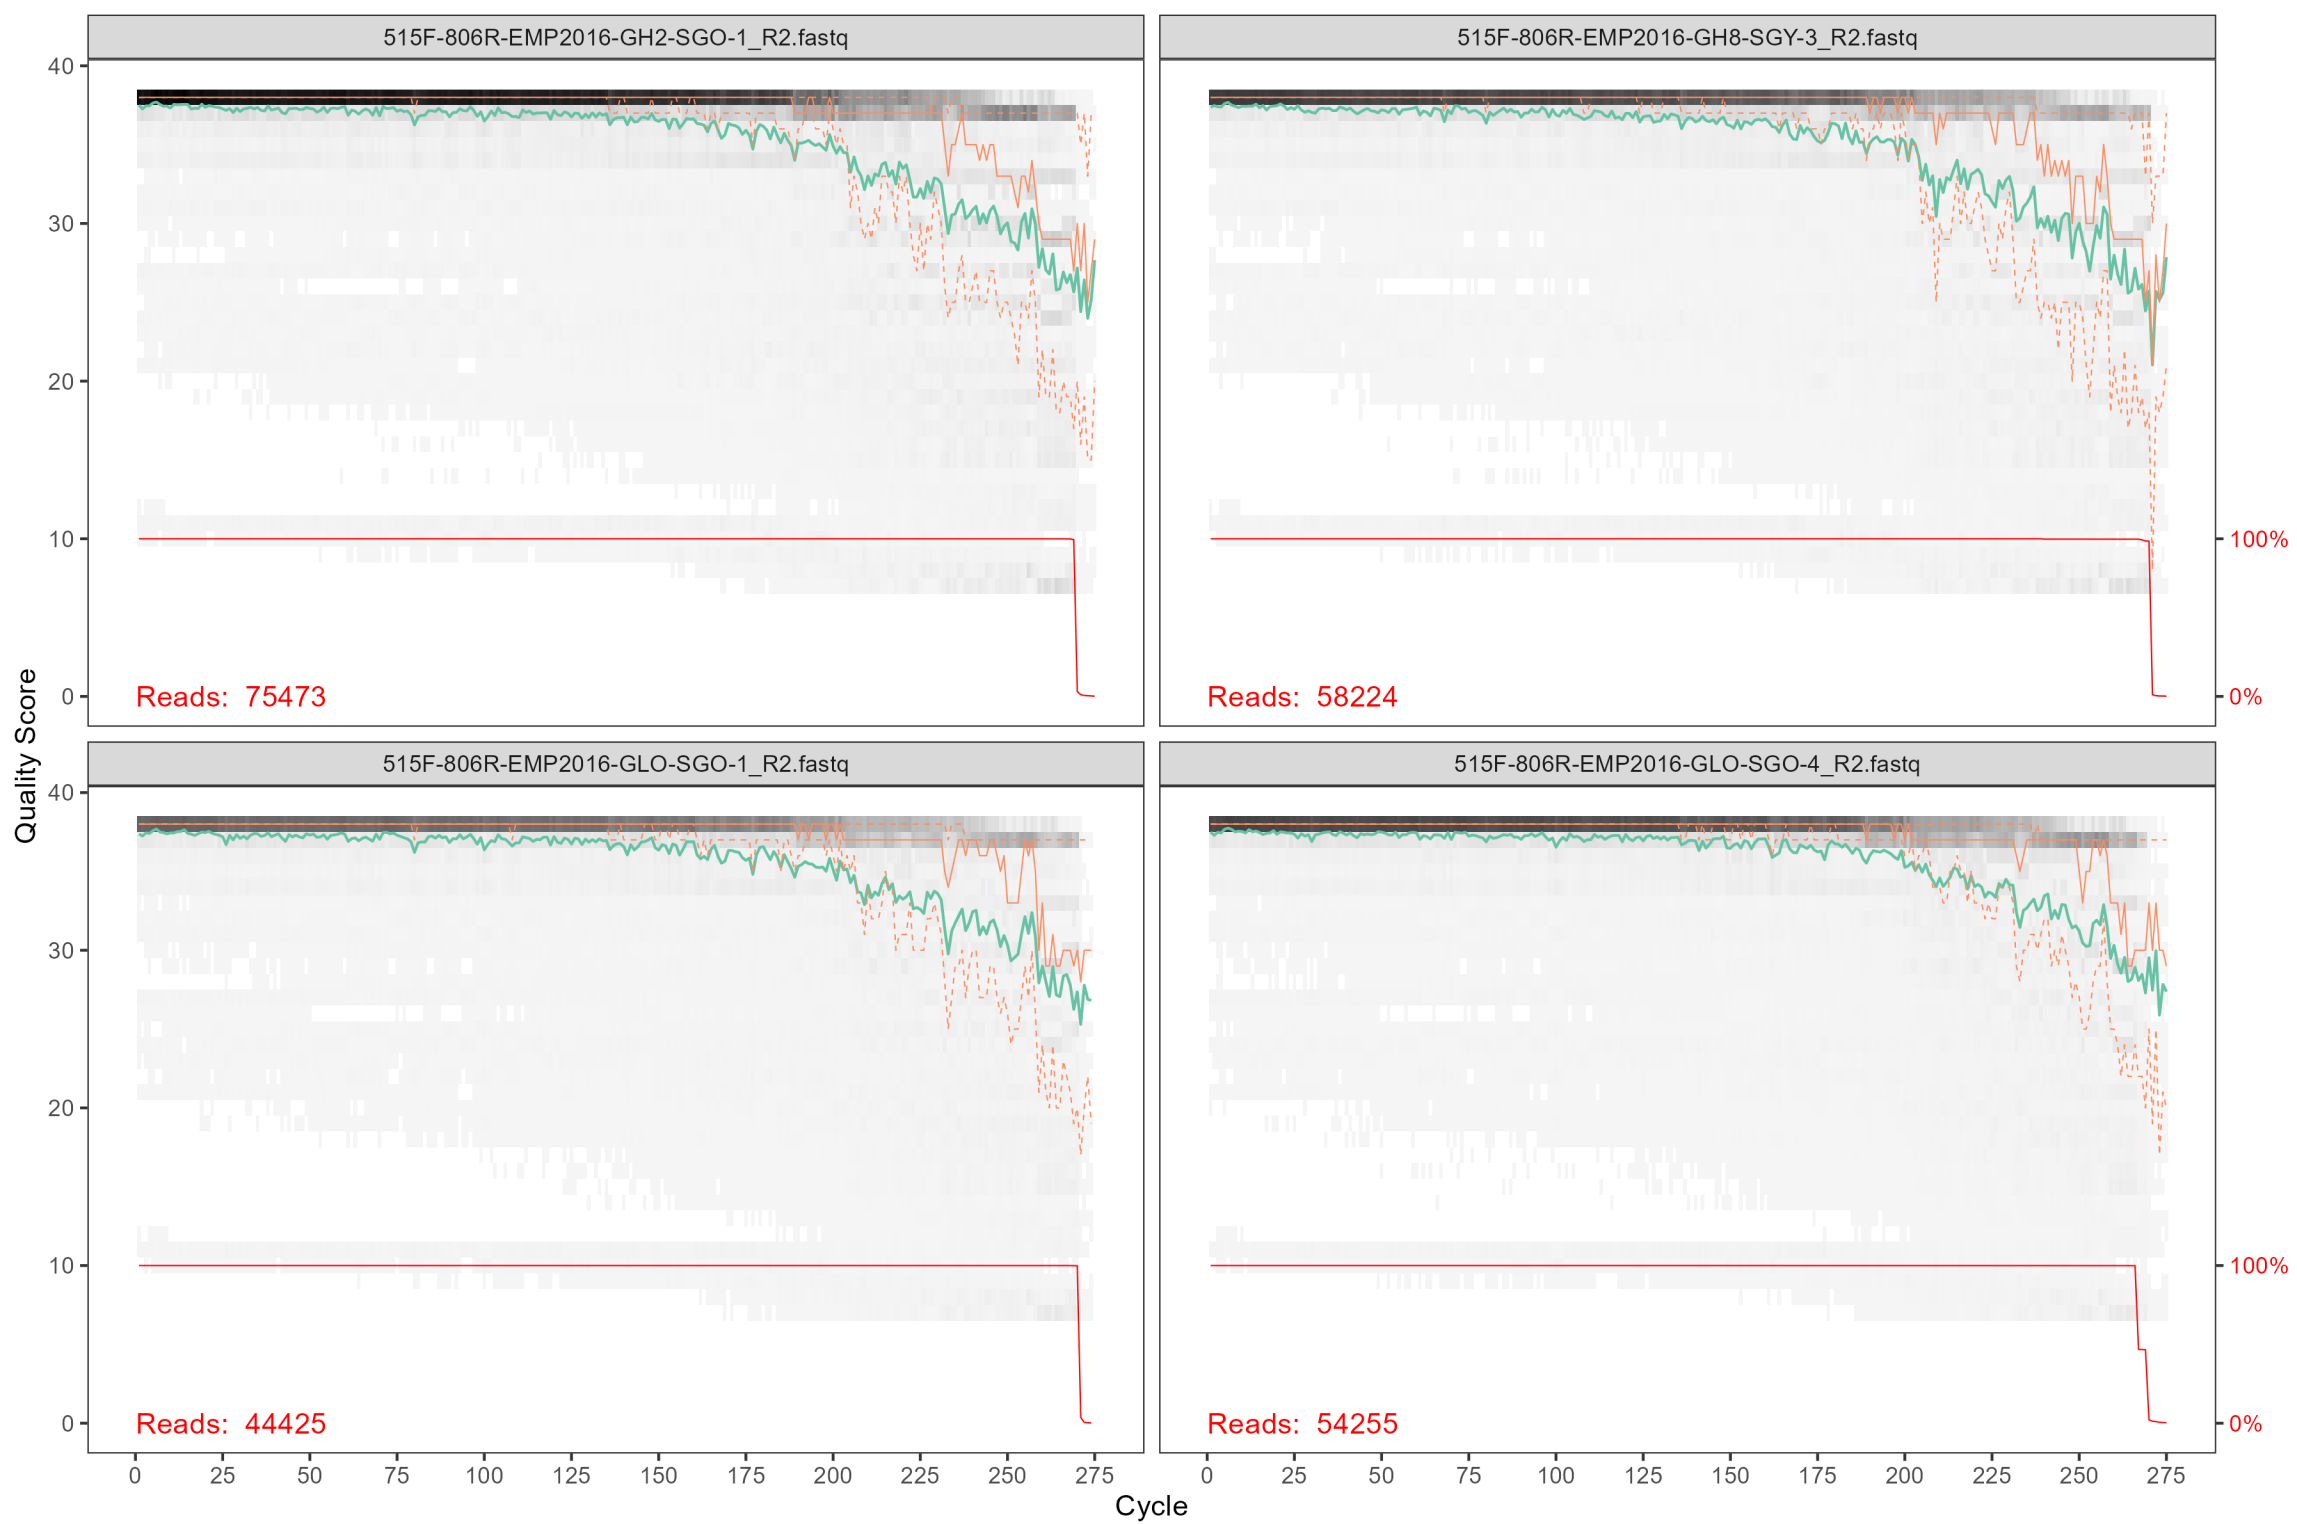 515F-806R-EMP2016-GH2-SGO-1_R2.fastq
515F-806R-EMP2016-GH8-SGY-3_R2.fastq
40
30
20
10
0
100%
0%
Reads: 75473
Reads: 58224
Quality Score
515F-806R-EMP2016-GLO-SGO-1_R2.fastq
515F-806R-EMP2016-GLO-SGO-4_R2.fastq
40
30
20
10
0
100%
0%
Reads: 44425
Reads: 54255
0 25 50 75 100 125 150 175 200 225 250 275
0 25 50 75 100 125 150 175 200 225 250 275
Cycle